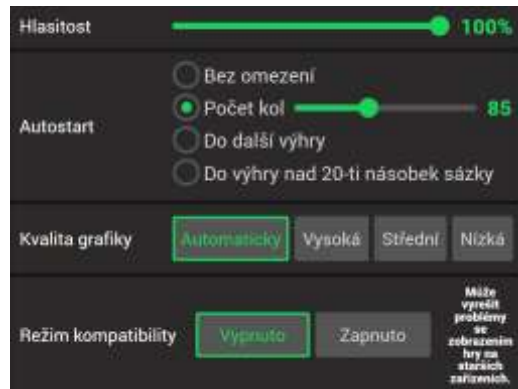 Hlasitost 100%
Bez omezení
Počet kol 85
Autostart
Do další výhry
Do výhry nad 20-ti násobek sázky
Kvalita grafiky Automaticky Vysoká Střední Nízká
Režim kompatibility Vypnuto Zapnuto
Může
vyřešit
problémy
se
zobrazením
hry na
starších
zařízeních.